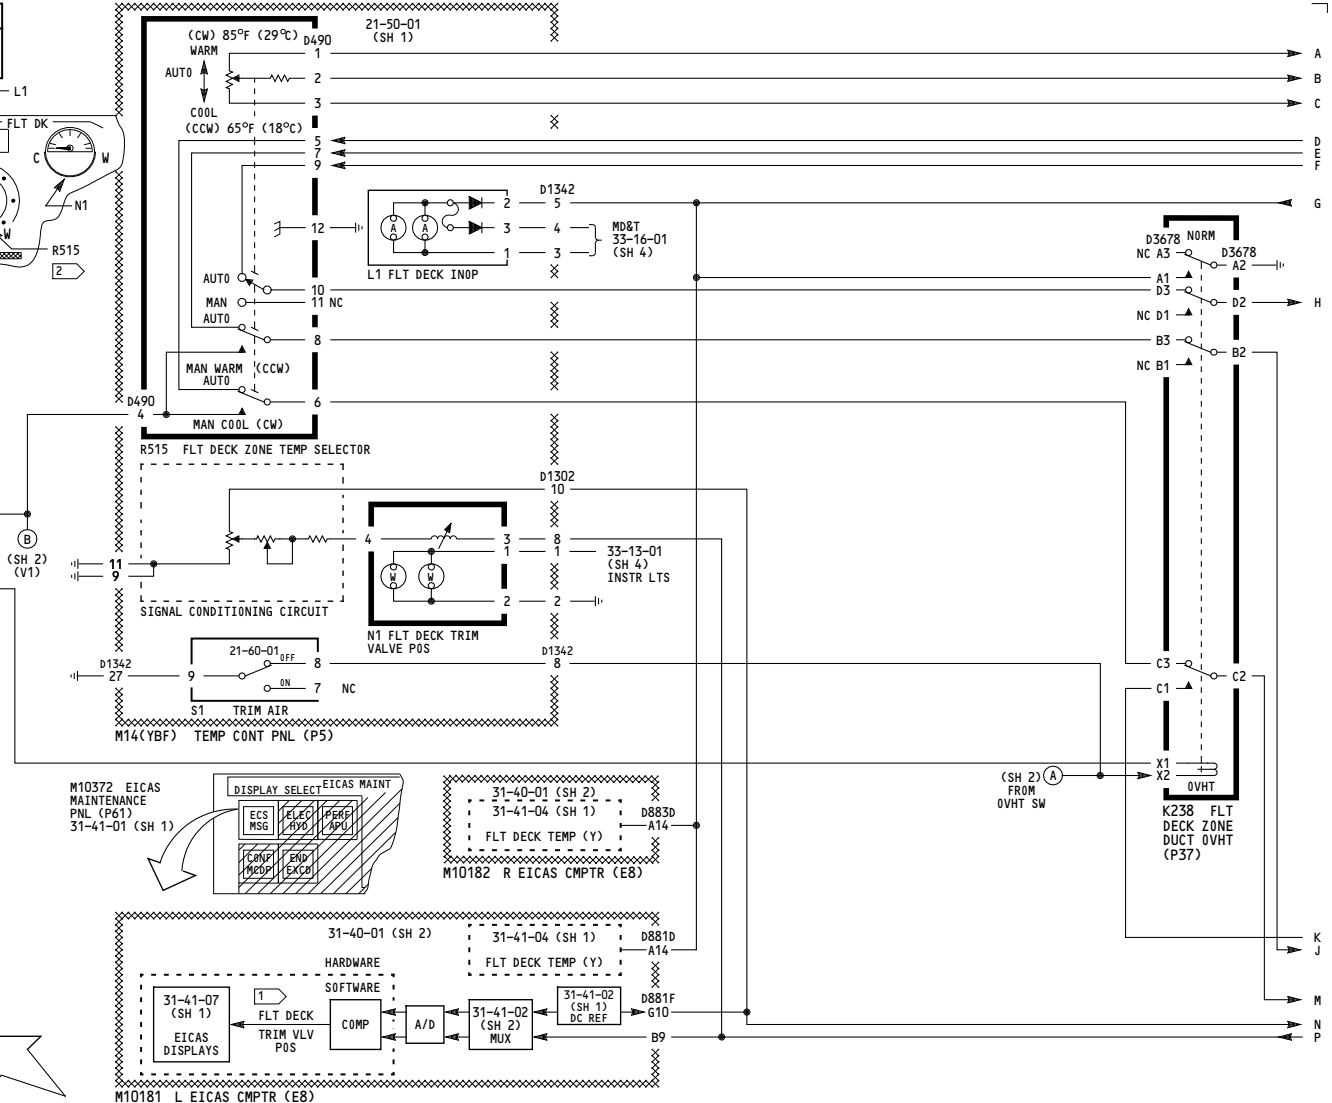 21-50-01
(SH 1)
(CW) 85°F (29°C)
D490
WARM
AUTO
COOL
(CCW) 65°F (18°C)
1
2
3
5
7
9
12
10
11 NC
8
6
A
B
C
D
E
F
G
H
L1
FLT DK
C
W
N1
W
R515
2
AUTO
MAN
AUTO
MAN WARM (CCW)
AUTO
MAN COOL (CW)
D490
4
R515 FLT DECK ZONE TEMP SELECTOR
A
A
2
3
1
L1 FLT DECK INOP
D1342
5
4
3
MD&T
33-16-01
(SH 4)
D3678
NORM
D3678
NC A3
A2
A1
D3
D2
NC D1
B3
B2
NC B1
C3
C2
C1
X1
X2
OVHT
K238 FLT
DECK ZONE
DUCT OVHT
(P37)
B
(SH 2)
(V1)
11
9
SIGNAL CONDITIONING CIRCUIT
D1302
10
4
3
1
2
W
W
8
1
2
33-13-01
(SH 4)
INSTR LTS
N1 FLT DECK TRIM
VALVE POS
21-60-01
OFF
8
ON
7
NC
D1342
27
9
S1
TRIM AIR
D1342
8
M14(YBF) TEMP CONT PNL (P5)
(SH 2)
A
FROM
OVHT SW
M10372 EICAS
MAINTENANCE
PNL (P61)
31-41-01 (SH 1)
DISPLAY SELECT
EICAS MAINT
ECS
MSG
ELEC
HYD
PERF
APU
CONF
MCDP
ENG
EXCD
31-40-01 (SH 2)
31-41-04 (SH 1)
FLT DECK TEMP (Y)
D883D
A14
M10182 R EICAS CMPTR (E8)
31-40-01 (SH 2)
31-41-04 (SH 1)
FLT DECK TEMP (Y)
D881D
A14
HARDWARE
SOFTWARE
31-41-07
(SH 1)
EICAS
DISPLAYS
1
FLT DECK
TRIM VLV
POS
COMP
A/D
31-41-02
(SH 2)
MUX
31-41-02
(SH 1)
DC REF
D881F
G10
B9
M10181 L EICAS CMPTR (E8)
K
J
M
N
P